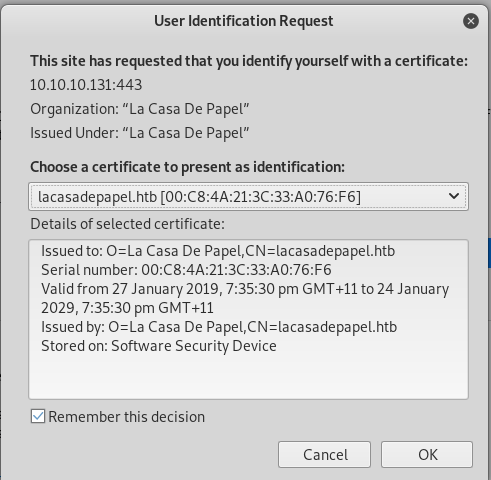 User Identification Request
This site has requested that you identify yourself with a certificate:
10.10.10.131:443
Organization: “La Casa De Papel”
Issued Under: “La Casa De Papel”
Choose a certificate to present as identification:
lacasadepapel.htb [00:C8:4A:21:3C:33:A0:76:F6]
Details of selected certificate:
Issued to: O=La Casa De Papel,CN=lacasadepapel.htb
Serial number: 00:C8:4A:21:3C:33:A0:76:F6
Valid from 27 January 2019, 7:35:30 pm GMT+11 to 24 January
2029, 7:35:30 pm GMT+11
Issued by: O=La Casa De Papel,CN=lacasadepapel.htb
Stored on: Software Security Device
Remember this decision
Cancel OK